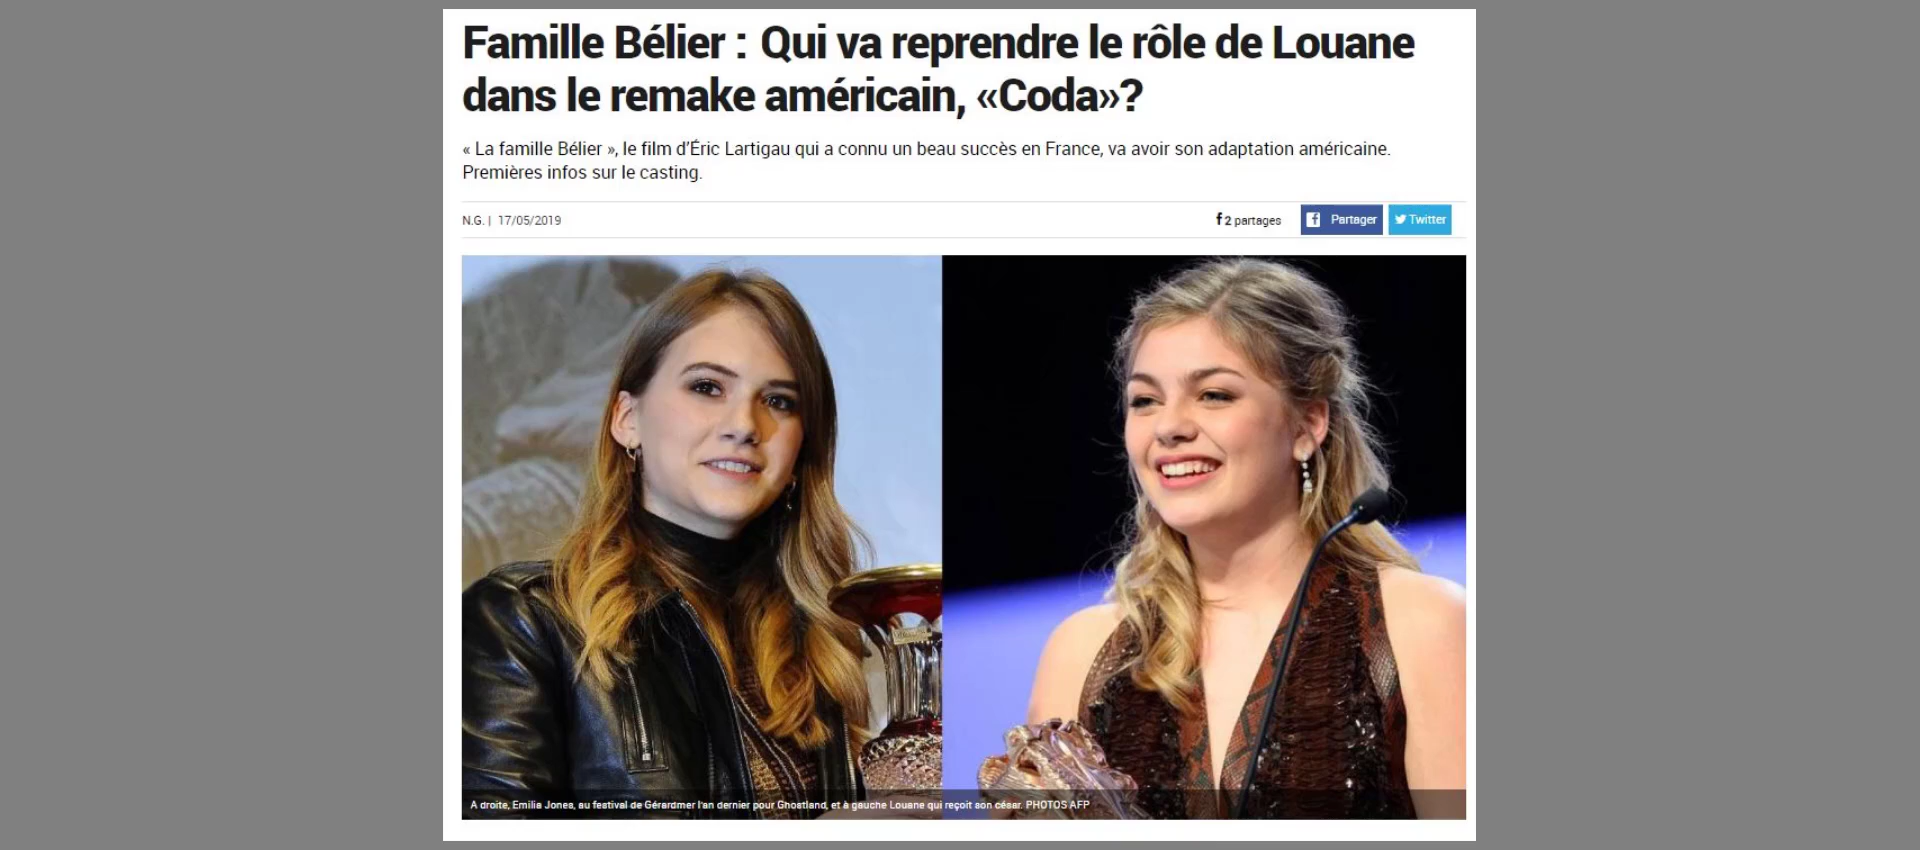 Famille Bélier : Qui va reprendre le rôle de Louane
dans le remake américain, «Coda»?
« La famille Bélier », le film d’Éric Lartigau qui a connu un beau succès en France, va avoir son adaptation américaine.
Premières infos sur le casting.
N.G. | 17/05/2019
2 partages
Partager
Twitter
A droite, Emilia Jones, au festival de Gérardmer l'an dernier pour Ghostland, et à gauche Louane qui reçoit son césar. PHOTOS AFP